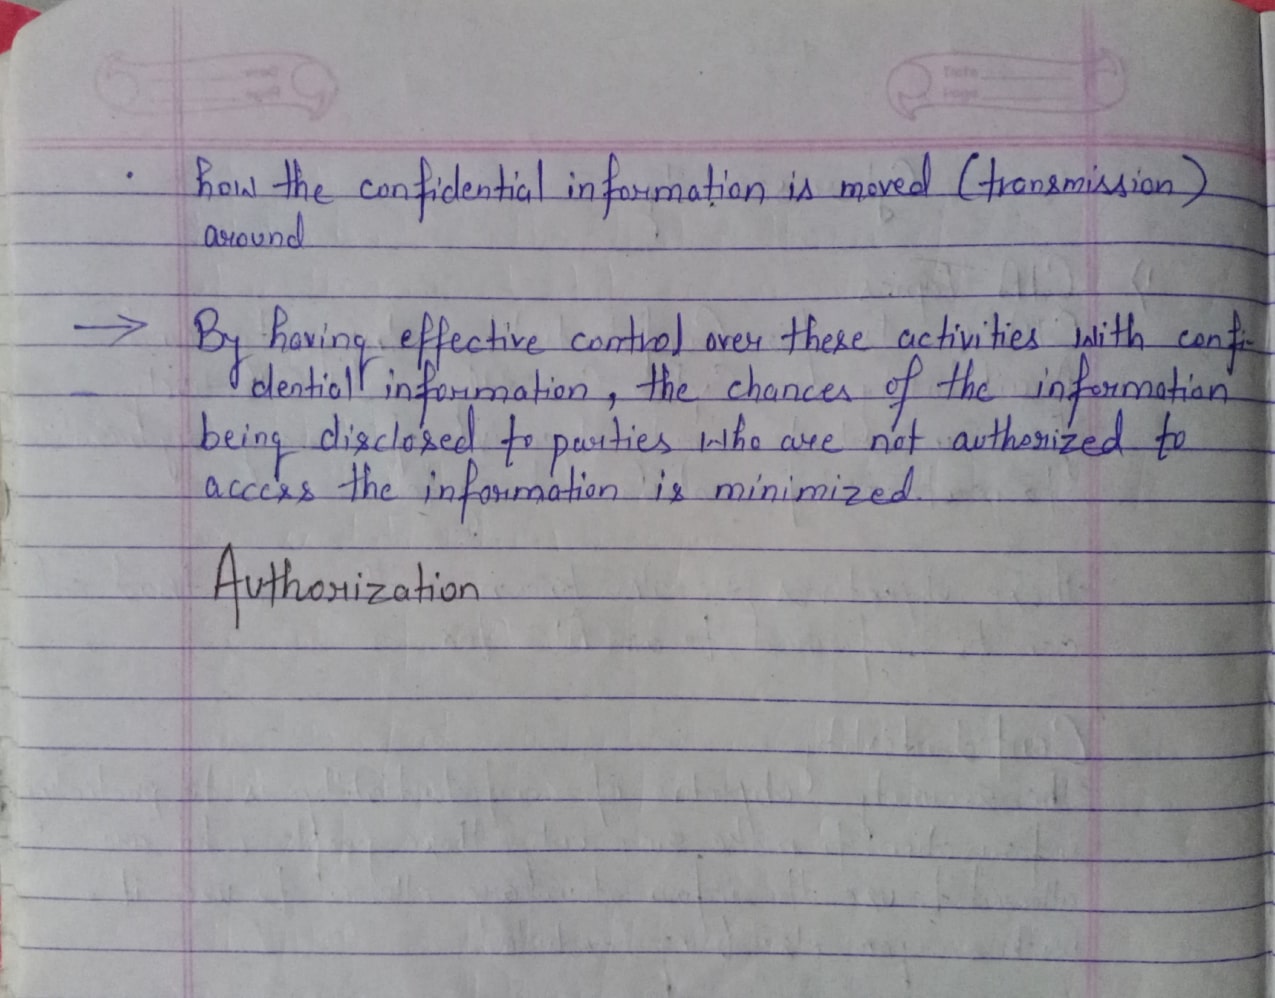 Date
Page
• how the confidential information is moved (transmission)
around
→ By having effective control over these activities with confi-
dential information, the chances of the information
being disclosed to parties who are not authorized to
access the information is minimized.
Authorization